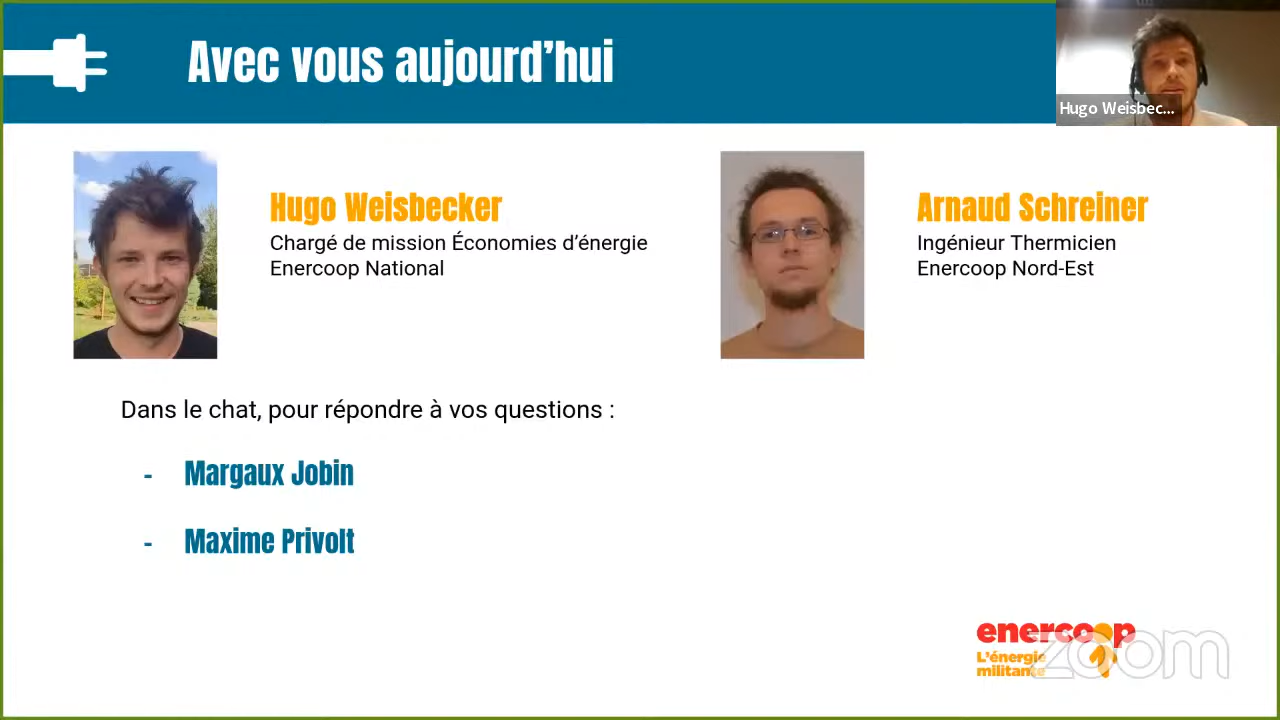 Avec vous aujourd’hui
Hugo Weisbec...
Hugo Weisbecker
Chargé de mission Économies d’énergie
Enercoop National
Arnaud Schreiner
Ingénieur Thermicien
Enercoop Nord-Est
Dans le chat, pour répondre à vos questions :
- Margaux Jobin
- Maxime Privolt
enercoop
L’énergie
militante
zoom